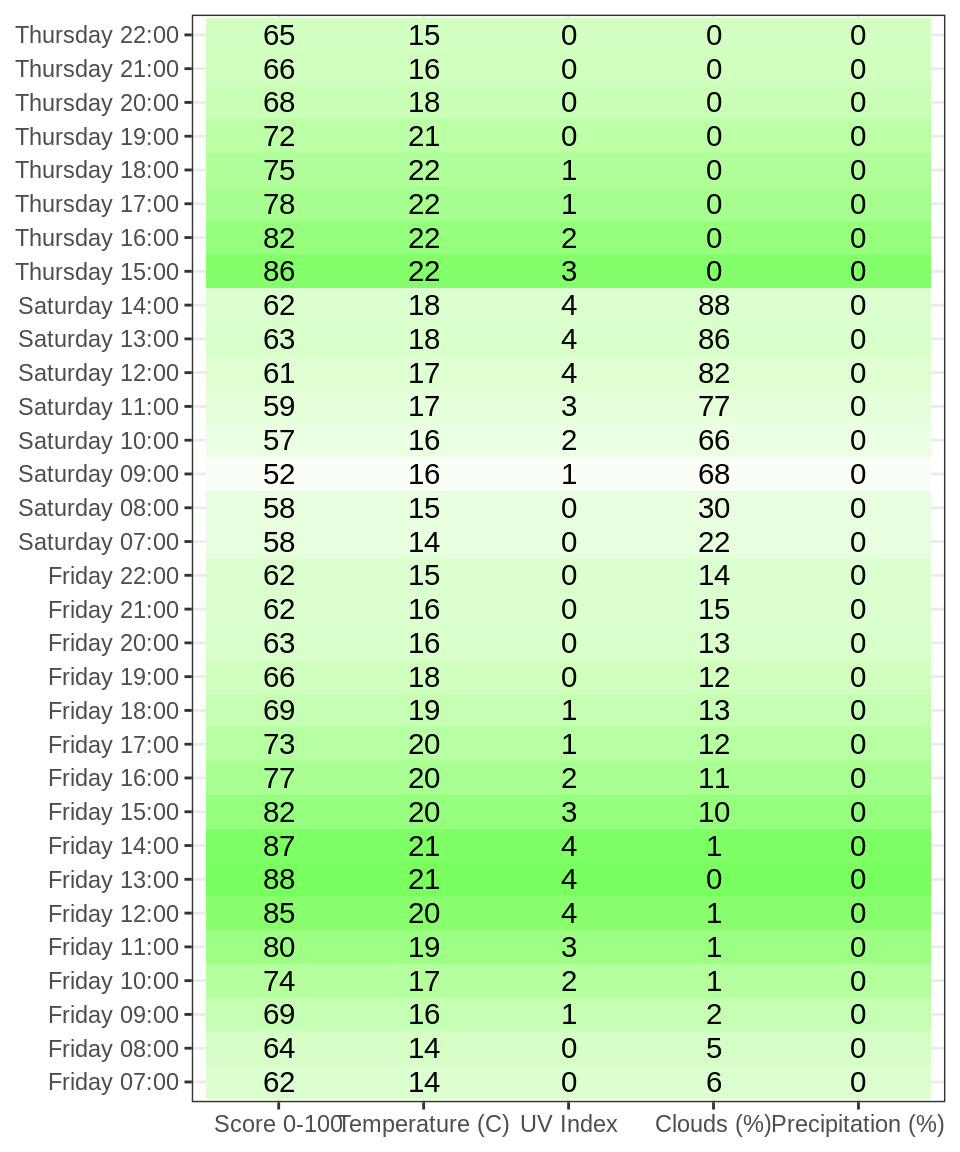 Thursday 22:00 65 15 0 0 0
Thursday 21:00 66 16 0 0 0
Thursday 20:00 68 18 0 0 0
Thursday 19:00 72 21 0 0 0
Thursday 18:00 75 22 1 0 0
Thursday 17:00 78 22 1 0 0
Thursday 16:00 82 22 2 0 0
Thursday 15:00 86 22 3 0 0
Saturday 14:00 62 18 4 88 0
Saturday 13:00 63 18 4 86 0
Saturday 12:00 61 17 4 82 0
Saturday 11:00 59 17 3 77 0
Saturday 10:00 57 16 2 66 0
Saturday 09:00 52 16 1 68 0
Saturday 08:00 58 15 0 30 0
Saturday 07:00 58 14 0 22 0
Friday 22:00 62 15 0 14 0
Friday 21:00 62 16 0 15 0
Friday 20:00 63 16 0 13 0
Friday 19:00 66 18 0 12 0
Friday 18:00 69 19 1 13 0
Friday 17:00 73 20 1 12 0
Friday 16:00 77 20 2 11 0
Friday 15:00 82 20 3 10 0
Friday 14:00 87 21 4 1 0
Friday 13:00 88 21 4 0 0
Friday 12:00 85 20 4 1 0
Friday 11:00 80 19 3 1 0
Friday 10:00 74 17 2 1 0
Friday 09:00 69 16 1 2 0
Friday 08:00 64 14 0 5 0
Friday 07:00 62 14 0 6 0
Score 0-100 Temperature (C) UV Index Clouds (%) Precipitation (%)